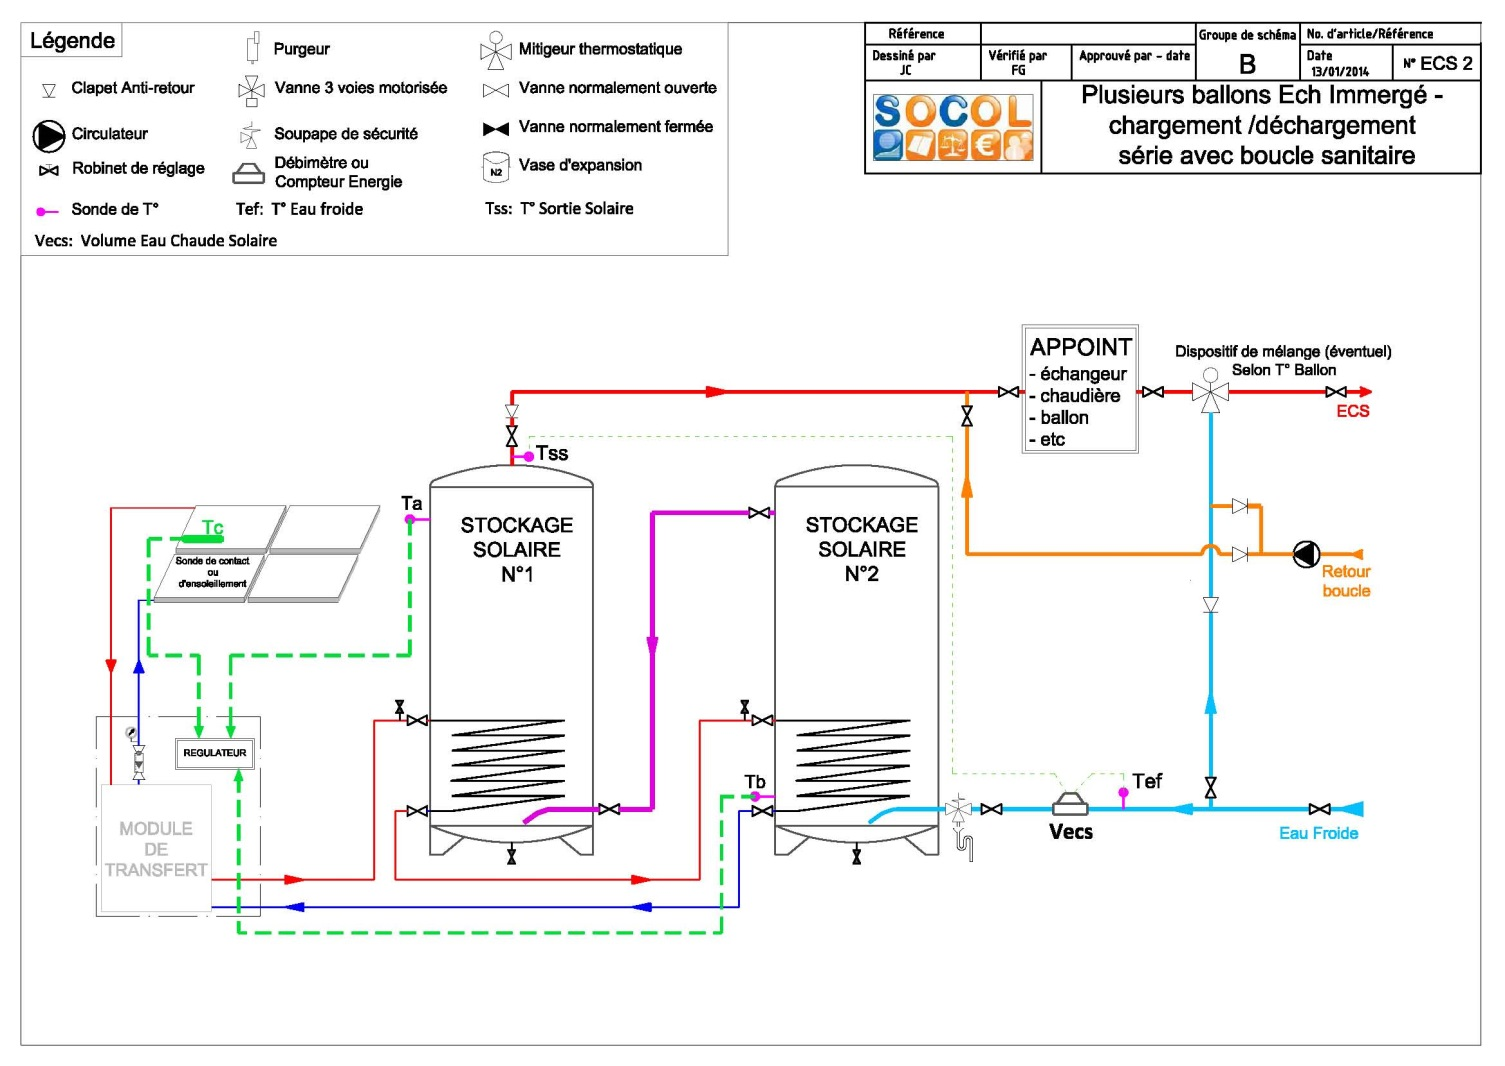 Légende
Purgeur
Mitigeur thermostatique
Clapet Anti-retour
Vanne 3 voies motorisée
Vanne normalement ouverte
Circulateur
Soupape de sécurité
Vanne normalement fermée
Robinet de réglage
Débimètre ou
Compteur Energie
N2
Vase d'expansion
Sonde de T°
Tef: T° Eau froide
Tss: T° Sortie Solaire
Vecs: Volume Eau Chaude Solaire
Référence
Groupe de schéma
No. d'article/Référence
Dessiné par
JC
Vérifié par
FG
Approuvé par - date
B
Date
13/01/2014
N° ECS 2
SOCOL
€
Plusieurs ballons Ech Immergé -
chargement /déchargement
série avec boucle sanitaire
APPOINT
- échangeur
- chaudière
- ballon
- etc
Dispositif de mélange (éventuel)
Selon T° Ballon
ECS
Tss
Ta
Tc
Sonde de contact
ou
d'ensoleillement
STOCKAGE
SOLAIRE
N°1
STOCKAGE
SOLAIRE
N°2
Retour
boucle
REGULATEUR
Tb
Tef
MODULE
DE
TRANSFERT
Vecs
Eau Froide